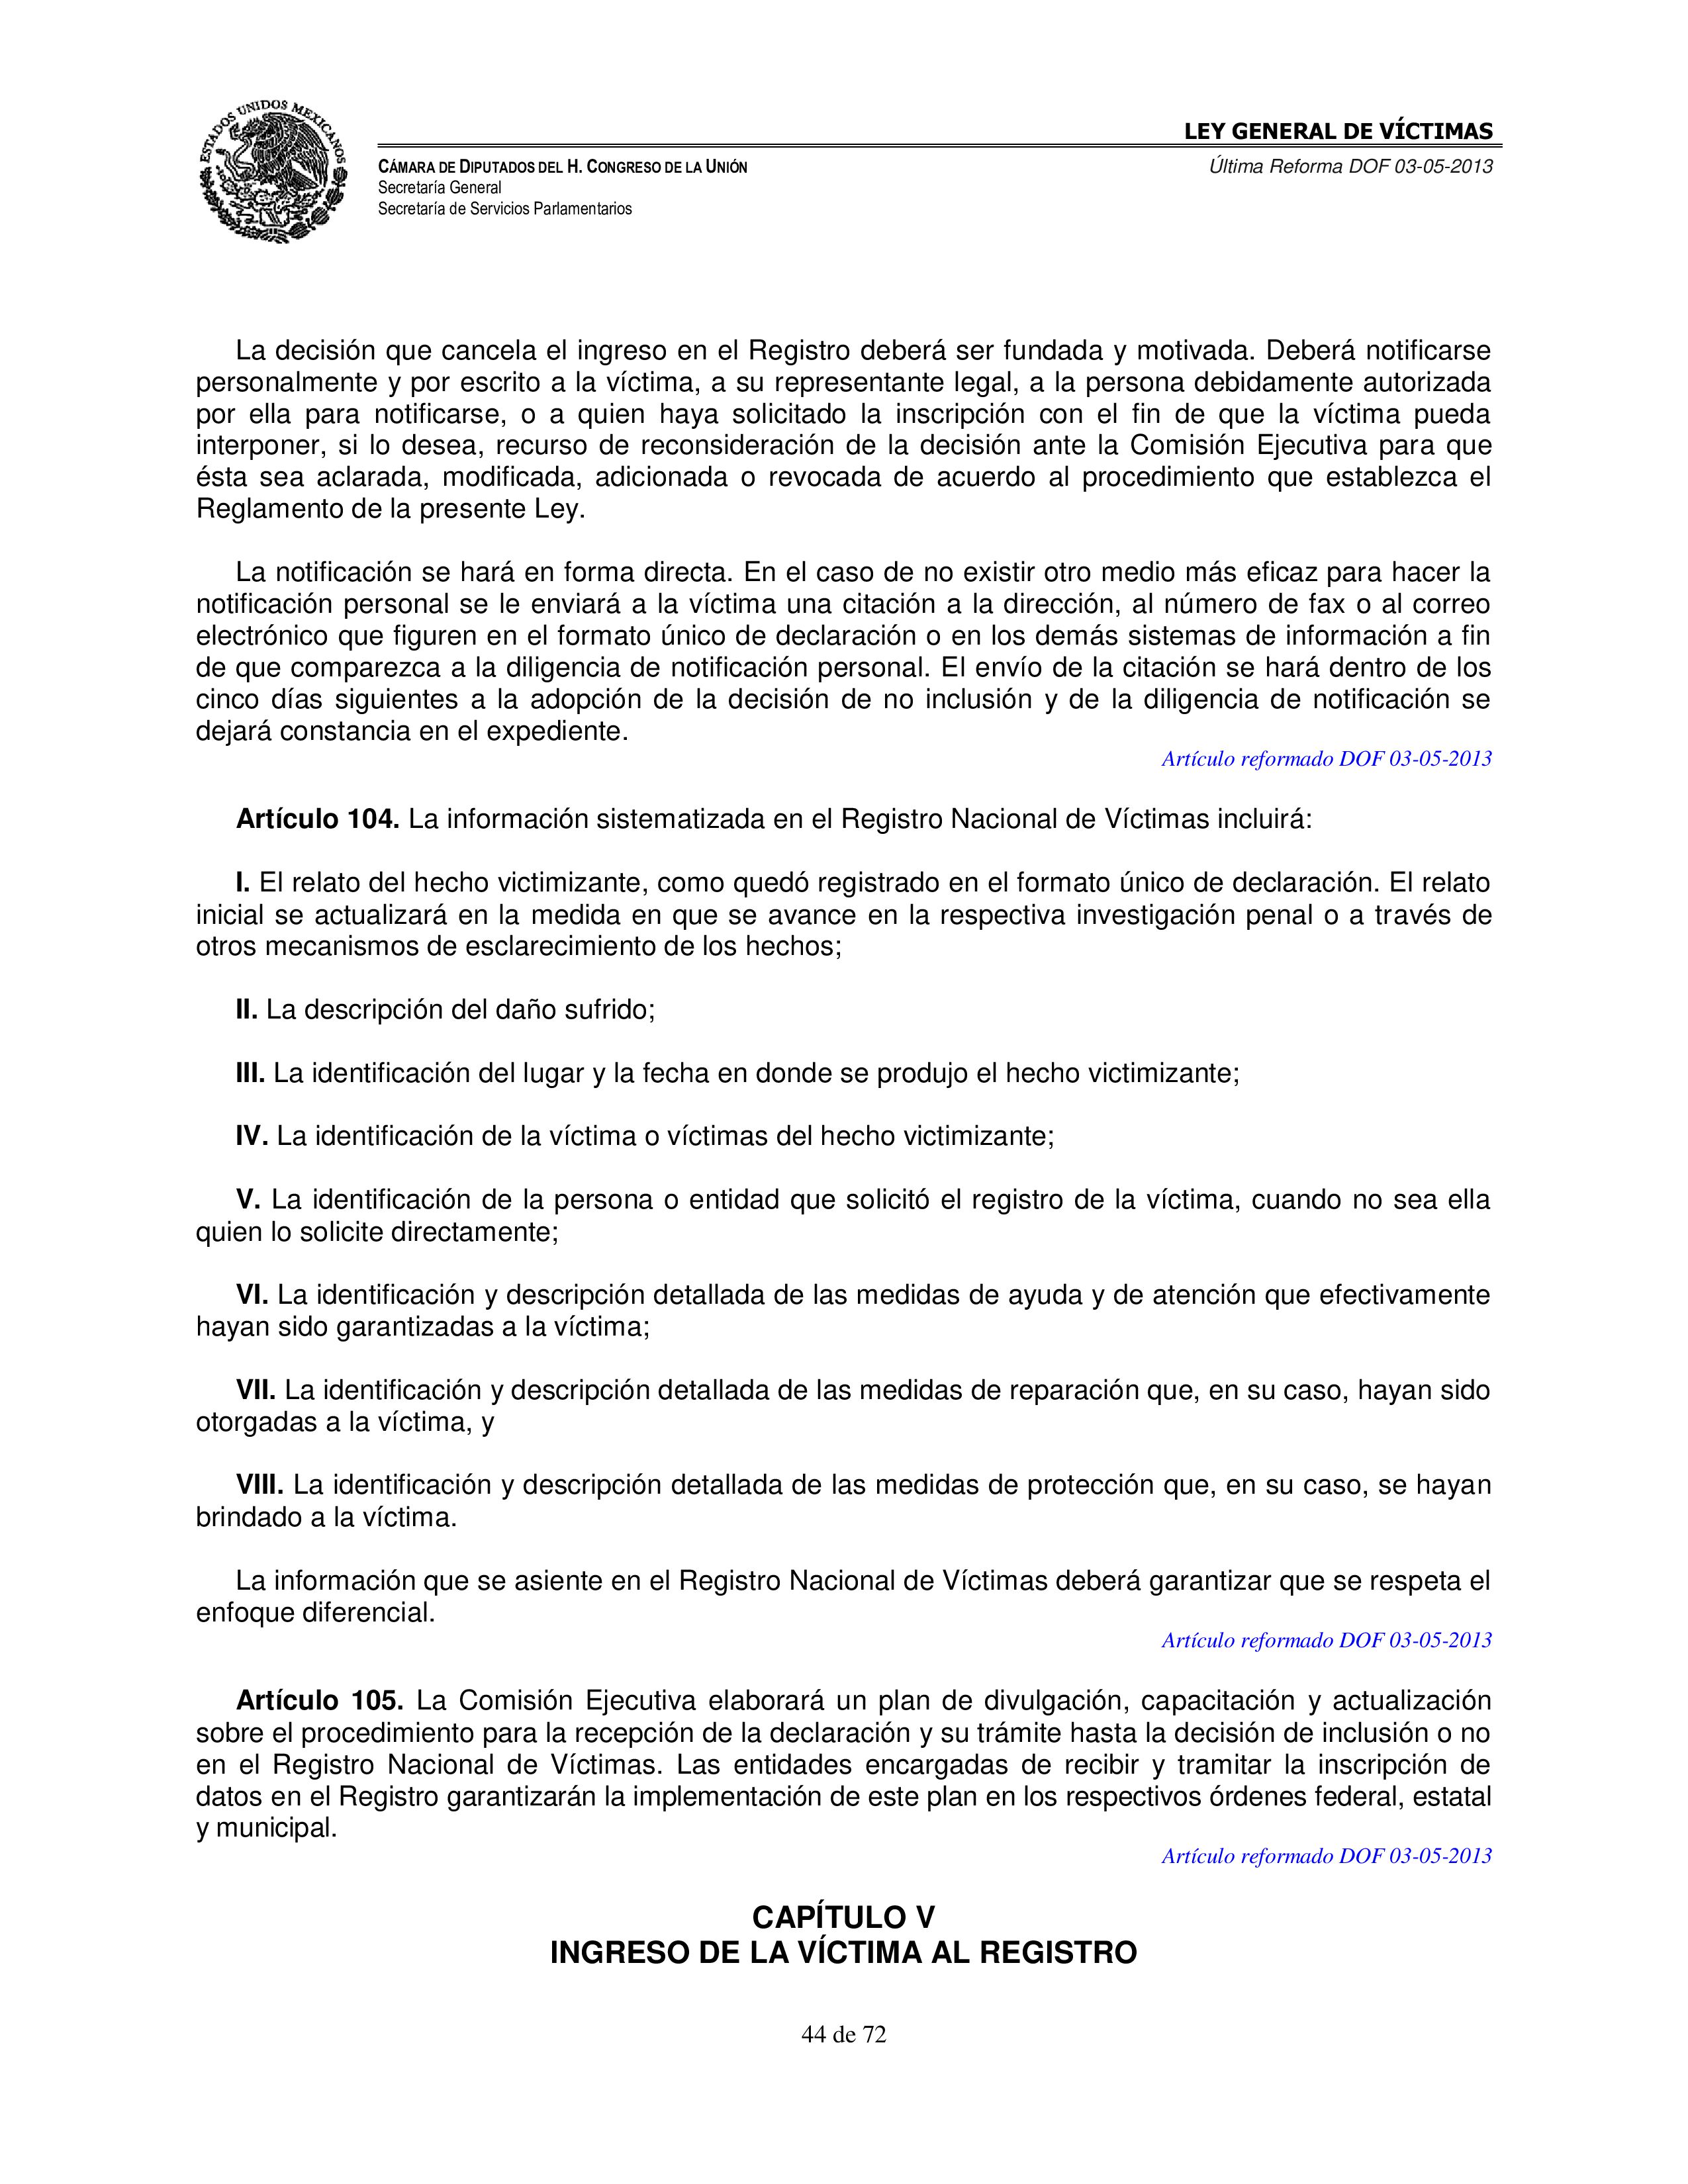 ESTADOS UNIDOS MEXICANOS
LEY GENERAL DE VÍCTIMAS
CÁMARA DE DIPUTADOS DEL H. CONGRESO DE LA UNIÓN
Última Reforma DOF 03-05-2013
Secretaría General
Secretaría de Servicios Parlamentarios
La decisión que cancela el ingreso en el Registro deberá ser fundada y motivada. Deberá notificarse
personalmente y por escrito a la víctima, a su representante legal, a la persona debidamente autorizada
por ella para notificarse, o a quien haya solicitado la inscripción con el fin de que la víctima pueda
interponer, si lo desea, recurso de reconsideración de la decisión ante la Comisión Ejecutiva para que
ésta sea aclarada, modificada, adicionada o revocada de acuerdo al procedimiento que establezca el
Reglamento de la presente Ley.
La notificación se hará en forma directa. En el caso de no existir otro medio más eficaz para hacer la
notificación personal se le enviará a la víctima una citación a la dirección, al número de fax o al correo
electrónico que figuren en el formato único de declaración o en los demás sistemas de información a fin
de que comparezca a la diligencia de notificación personal. El envío de la citación se hará dentro de los
cinco días siguientes a la adopción de la decisión de no inclusión y de la diligencia de notificación se
dejará constancia en el expediente.
Artículo reformado DOF 03-05-2013
Artículo 104. La información sistematizada en el Registro Nacional de Víctimas incluirá:
I. El relato del hecho victimizante, como quedó registrado en el formato único de declaración. El relato
inicial se actualizará en la medida en que se avance en la respectiva investigación penal o a través de
otros mecanismos de esclarecimiento de los hechos;
II. La descripción del daño sufrido;
III. La identificación del lugar y la fecha en donde se produjo el hecho victimizante;
IV. La identificación de la víctima o víctimas del hecho victimizante;
V. La identificación de la persona o entidad que solicitó el registro de la víctima, cuando no sea ella
quien lo solicite directamente;
VI. La identificación y descripción detallada de las medidas de ayuda y de atención que efectivamente
hayan sido garantizadas a la víctima;
VII. La identificación y descripción detallada de las medidas de reparación que, en su caso, hayan sido
otorgadas a la víctima, y
VIII. La identificación y descripción detallada de las medidas de protección que, en su caso, se hayan
brindado a la víctima.
La información que se asiente en el Registro Nacional de Víctimas deberá garantizar que se respeta el
enfoque diferencial.
Artículo reformado DOF 03-05-2013
Artículo 105. La Comisión Ejecutiva elaborará un plan de divulgación, capacitación y actualización
sobre el procedimiento para la recepción de la declaración y su trámite hasta la decisión de inclusión o no
en el Registro Nacional de Víctimas. Las entidades encargadas de recibir y tramitar la inscripción de
datos en el Registro garantizarán la implementación de este plan en los respectivos órdenes federal, estatal
y municipal.
Artículo reformado DOF 03-05-2013
CAPÍTULO V
INGRESO DE LA VÍCTIMA AL REGISTRO
44 de 72